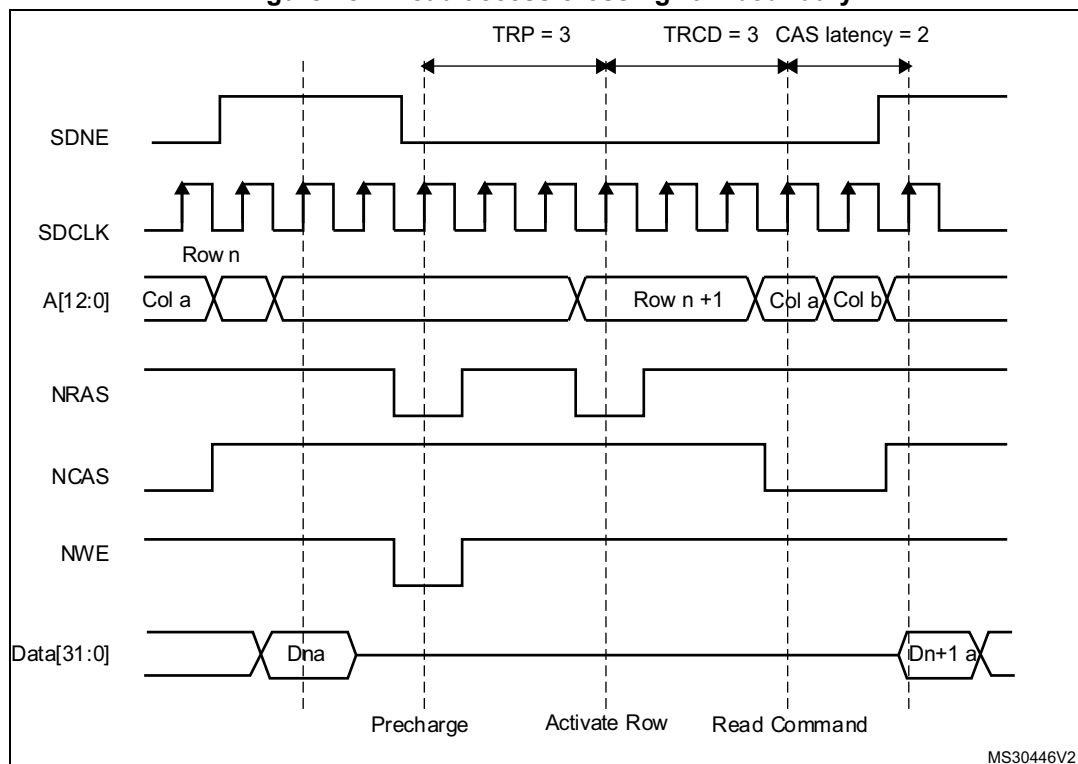 TRP = 3 TRCD = 3 CAS latency = 2
SDNE
SDCLK
Row n
A[12:0] Col a Row n +1 Col a Col b
NRAS
NCAS
NWE
Data[31:0] Dna Dn+1 a
Precharge Activate Row Read Command
MS30446V2